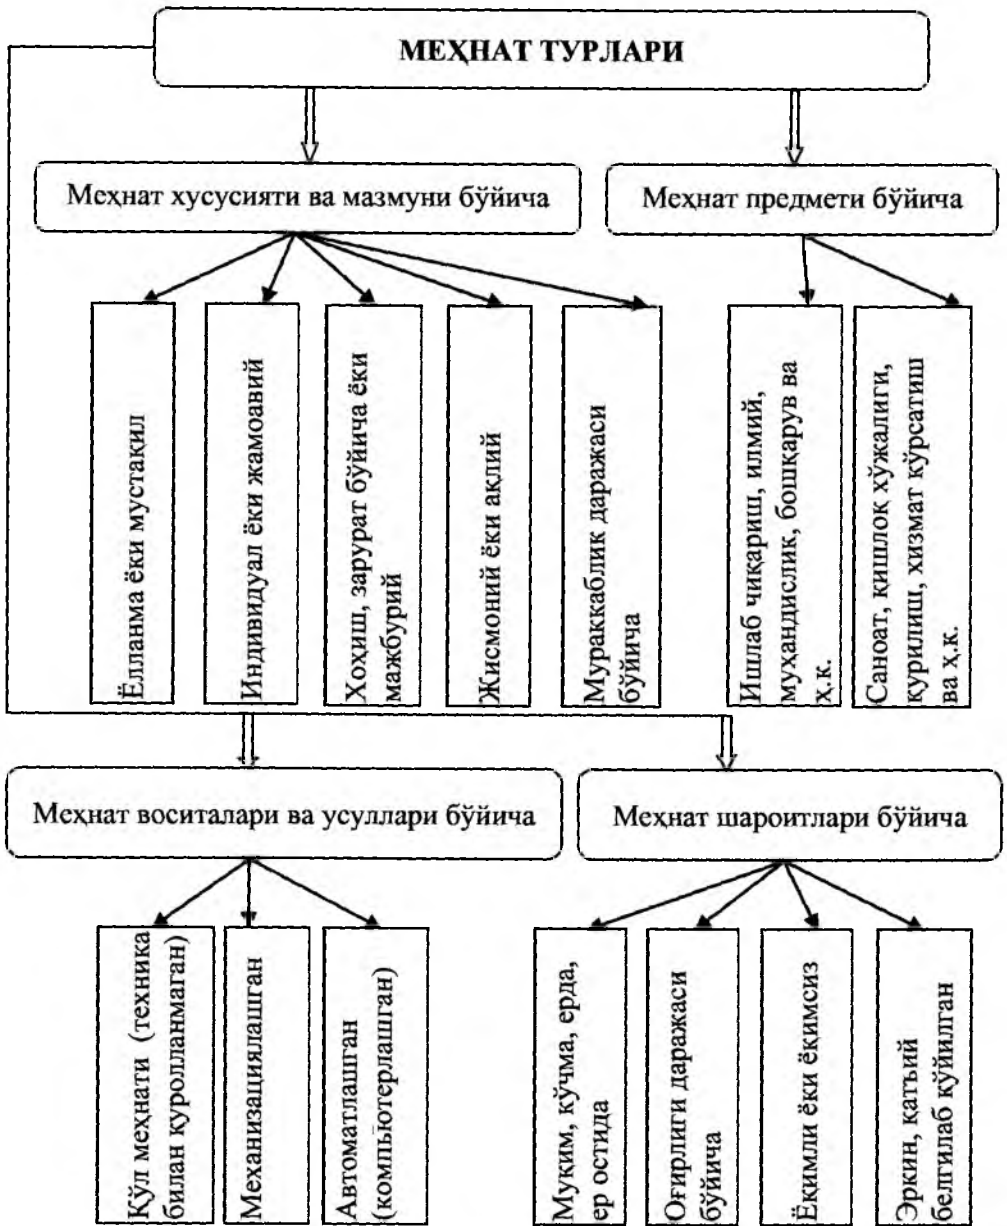 МЕҲНАТ ТУРЛАРИ
Меҳнат хусусияти ва мазмуни бўйича
Меҳнат предмети бўйича
Ёлланма ёки мустақил
Индивидуал ёки жамоавий
Хоҳиш, зарурат бўйича ёки
мажбурий
Жисмоний ёки ақлий
Мураккаблик даражаси
бўйича
Ишлаб чиқариш, илмий,
муҳандислик, бошқарув ва
ҳ.к.
Саноат, қишлоқ хўжалиги,
қурилиш, хизмат кўрсатиш
ва ҳ.к.
Меҳнат воситалари ва усуллари бўйича
Меҳнат шароитлари бўйича
Қўл меҳнати (техника
билан қуролланмаган)
Механизациялашган
Автоматлашган
(компьютерлашган)
Муқим, кўчма, ерда,
ер остида
Оғирлиги даражаси
бўйича
Ёкимли ёки ёкимсиз
Эркин, қатъий
белгилаб қўйилган